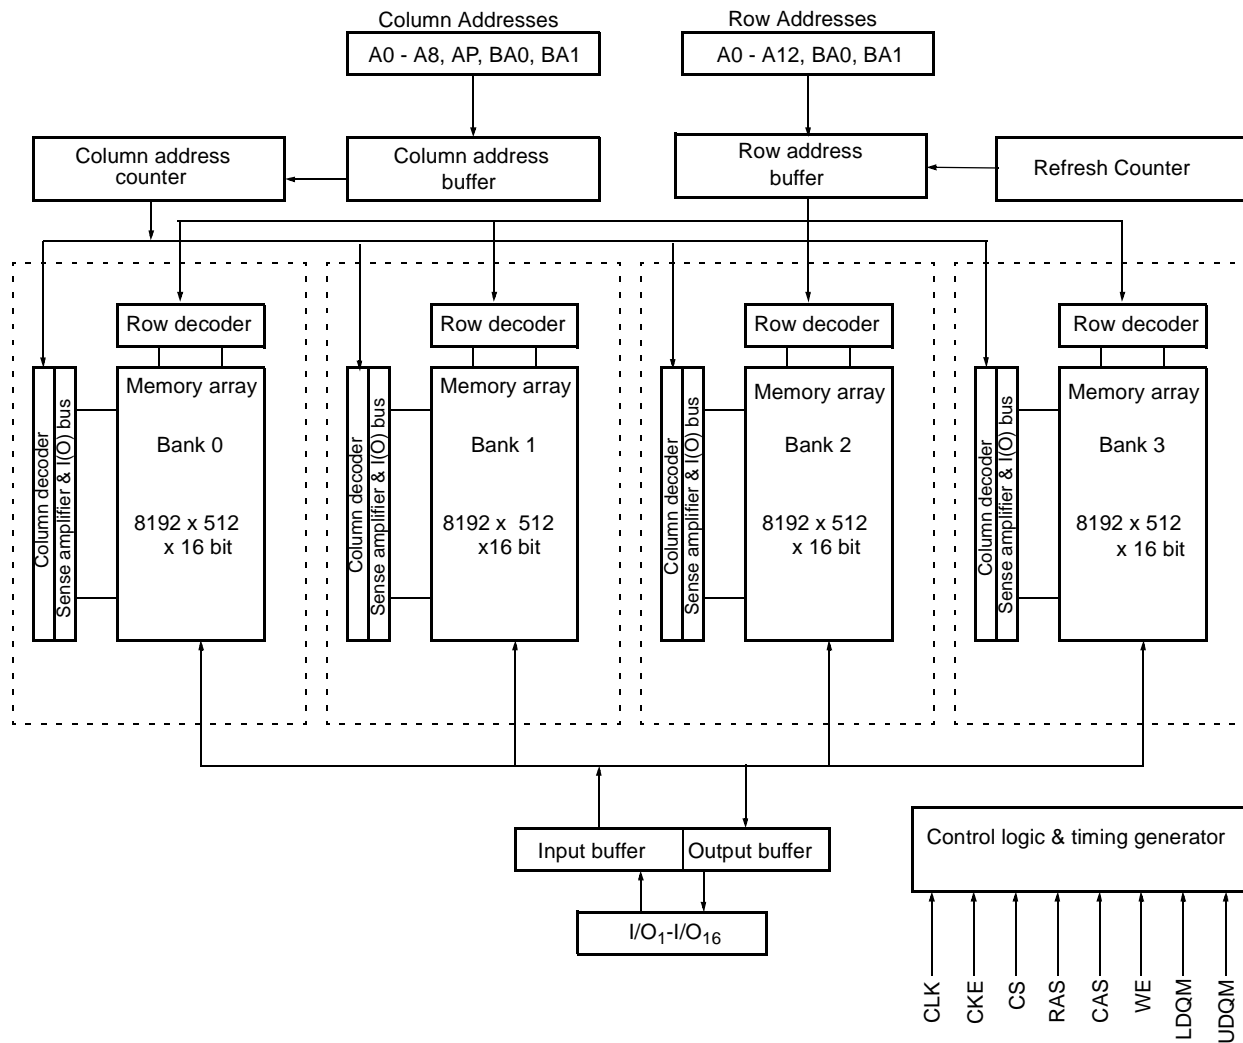 Column Addresses
Row Addresses
A0 - A8, AP, BA0, BA1
A0 - A12, BA0, BA1
Column address
counter
Column address
buffer
Row address
buffer
Refresh Counter
Row decoder
Row decoder
Row decoder
Row decoder
Column decoder
Sense amplifier & I(O) bus
Memory array
Bank 0
8192 x 512
x 16 bit
Column decoder
Sense amplifier & I(O) bus
Memory array
Bank 1
8192 x 512
x16 bit
Column decoder
Sense amplifier & I(O) bus
Memory array
Bank 2
8192 x 512
x 16 bit
Column decoder
Sense amplifier & I(O) bus
Memory array
Bank 3
8192 x 512
x 16 bit
Input buffer
Output buffer
I/O1-I/O16
Control logic & timing generator
CLK
CKE
CS
RAS
CAS
WE
LDQM
UDQM